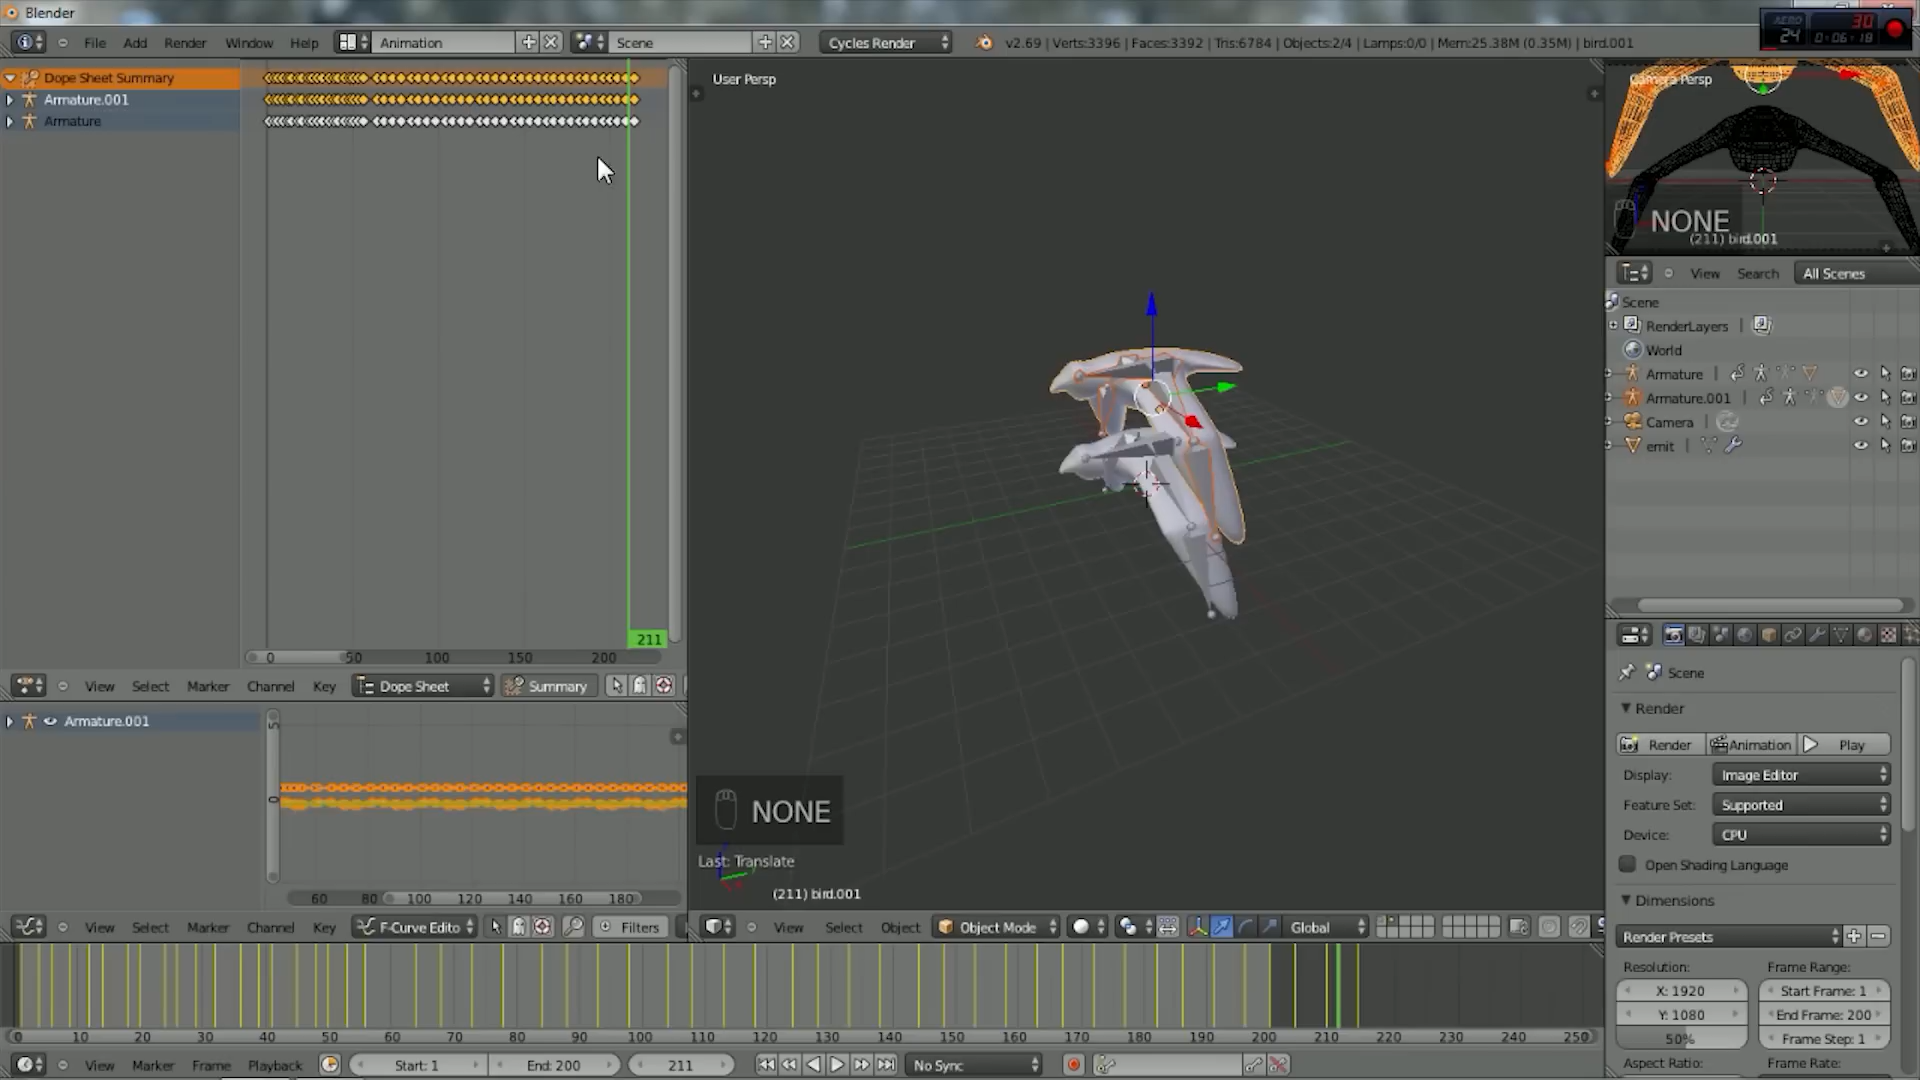 Blender
File Add Render Window Help Animation Scene Cycles Render v2.69 | Verts:3396 | Faces:3392 | Tris:6784 | Objects:2/4 | Lamps:0/0 | Mem:25.38M (0.35M) | bird.001
24 30 0:06:18
Dope Sheet Summary
Armature.001
Armature
211
0 50 100 150 200
View Select Marker Channel Key Dope Sheet Summary
Armature.001
5
0
60 80 100 120 140 160 180
View Select Marker Channel Key F-Curve Edito Filters
User Persp
NONE
Last: Translate
(211) bird.001
View Select Object Object Mode Global
Camera Persp
NONE
(211) bird.001
View Search All Scenes
Scene
RenderLayers |
World
Armature |
Armature.001 |
Camera |
emit |
Scene
Render
Render Animation Play
Display: Image Editor
Feature Set: Supported
Device: CPU
Open Shading Language
Dimensions
Render Presets
Resolution: Frame Range:
X: 1920 Start Frame: 1
Y: 1080 End Frame: 200
50% Frame Step: 1
Aspect Ratio: Frame Rate:
0 10 20 30 40 50 60 70 80 90 100 110 120 130 140 150 160 170 180 190 200 210 220 230 240 250
View Marker Frame Playback Start: 1 End: 200 211 No Sync